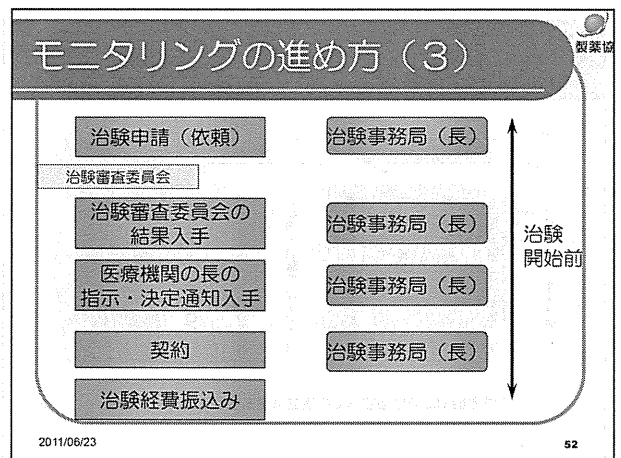 製薬協
モニタリングの進め方（3）
治験申請（依頼）
治験事務局（長）
治験審査委員会
治験審査委員会の
結果入手
治験事務局（長）
医療機関の長の
指示・決定通知入手
治験事務局（長）
契約
治験事務局（長）
治験経費振込み
治験
開始前
2011/06/23
52